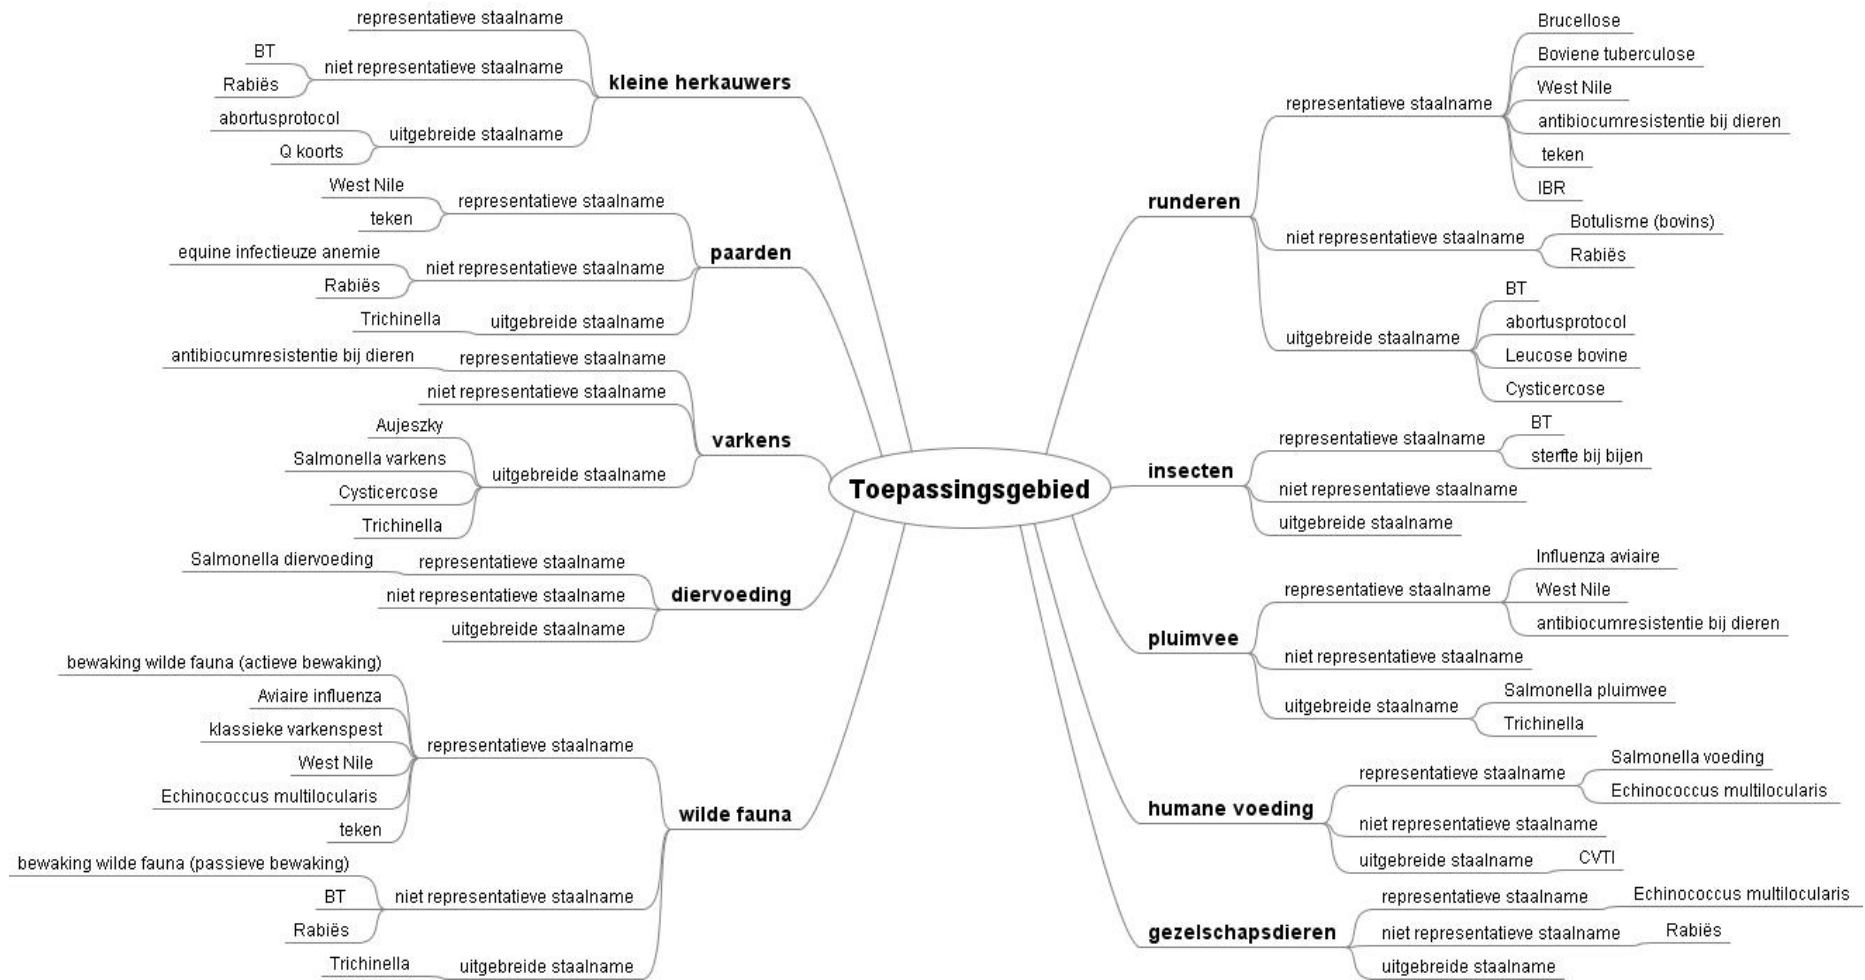 Toepassingsgebied
kleine herkauwers
representatieve staalname
niet representatieve staalname
BT
Rabiës
uitgebreide staalname
abortusprotocol
Q koorts
paarden
representatieve staalname
West Nile
teken
niet representatieve staalname
equine infectieuze anemie
Rabiës
uitgebreide staalname
Trichinella
varkens
representatieve staalname
antibiocumresistentie bij dieren
niet representatieve staalname
uitgebreide staalname
Aujeszky
Salmonella varkens
Cysticercose
Trichinella
diervoeding
representatieve staalname
Salmonella diervoeding
niet representatieve staalname
uitgebreide staalname
wilde fauna
representatieve staalname
bewaking wilde fauna (actieve bewaking)
Aviaire influenza
klassieke varkenspest
West Nile
Echinococcus multilocularis
teken
niet representatieve staalname
bewaking wilde fauna (passieve bewaking)
BT
Rabiës
uitgebreide staalname
Trichinella
runderen
representatieve staalname
Brucellose
Boviene tuberculose
West Nile
antibiocumresistentie bij dieren
teken
IBR
niet representatieve staalname
Botulisme (bovins)
Rabiës
uitgebreide staalname
BT
abortusprotocol
Leucose bovine
Cysticercose
insecten
representatieve staalname
BT
sterfte bij bijen
niet representatieve staalname
uitgebreide staalname
pluimvee
representatieve staalname
Influenza aviaire
West Nile
antibiocumresistentie bij dieren
niet representatieve staalname
uitgebreide staalname
Salmonella pluimvee
Trichinella
humane voeding
representatieve staalname
Salmonella voeding
Echinococcus multilocularis
niet representatieve staalname
uitgebreide staalname
CVTI
gezelschapsdieren
representatieve staalname
Echinococcus multilocularis
niet representatieve staalname
Rabiës
uitgebreide staalname